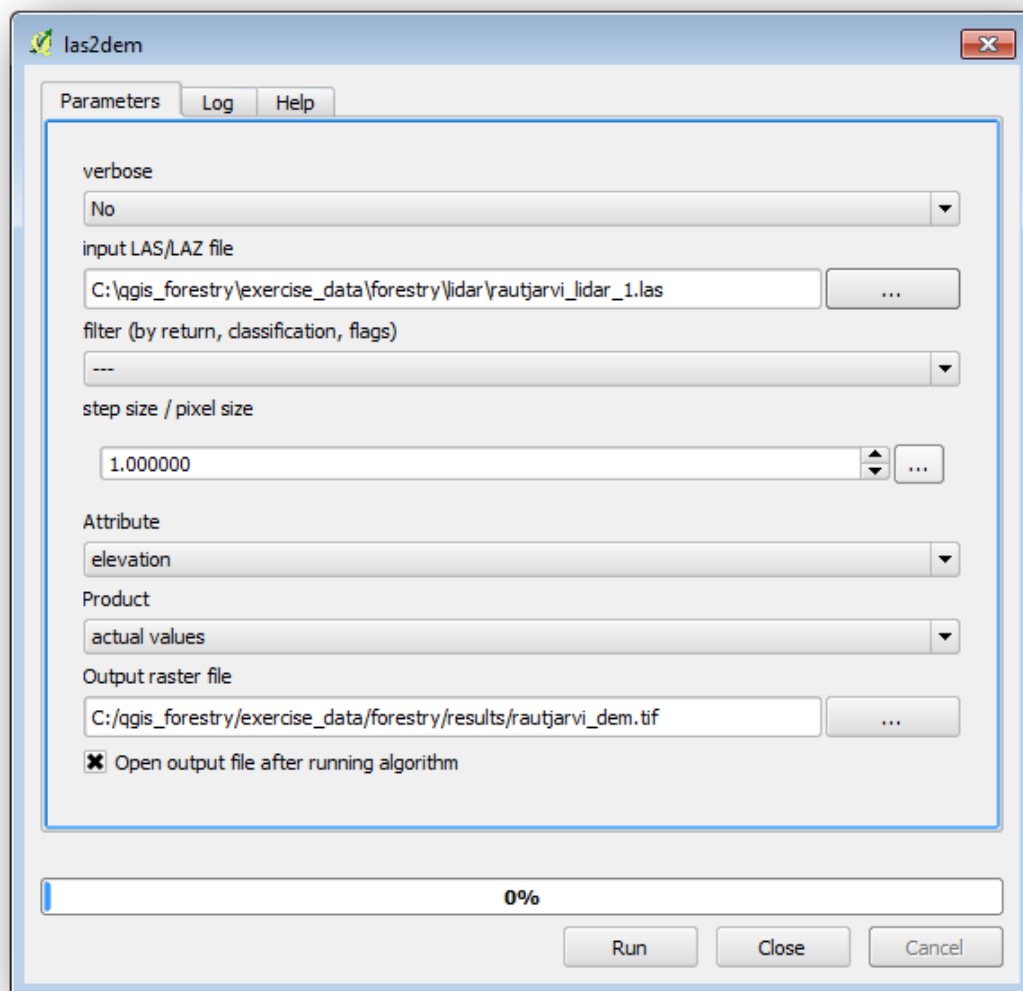 las2dem
Parameters Log Help
verbose
No
input LAS/LAZ file
C:\qgis_forestry\exercise_data\forestry\lidar\rautjarvi_lidar_1.las ...
filter (by return, classification, flags)
---
step size / pixel size
1.000000 ...
Attribute
elevation
Product
actual values
Output raster file
C:/qgis_forestry/exercise_data/forestry/results/rautjarvi_dem.tif ...
Open output file after running algorithm
0%
Run Close Cancel